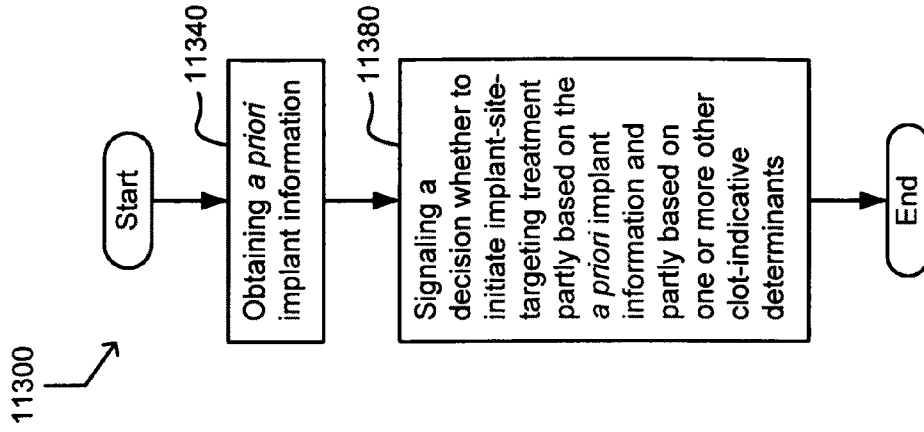 11300
Start
11340
Obtaining a priori
implant information
11380
Signaling a
decision whether to
initiate implant-site-
targeting treatment
partly based on the
a priori implant
information and
partly based on
one or more other
clot-indicative
determinants
End